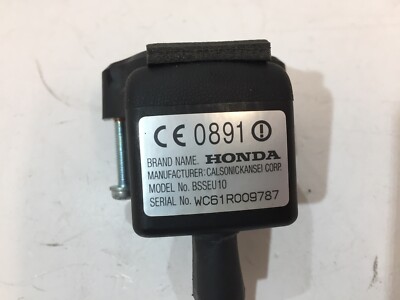 CE 0891
BRAND NAME. HONDA
MANUFACTURER: CALSONICKANSEI CORP.
MODEL No. BSSEU10
SERIAL No. WC61R009787